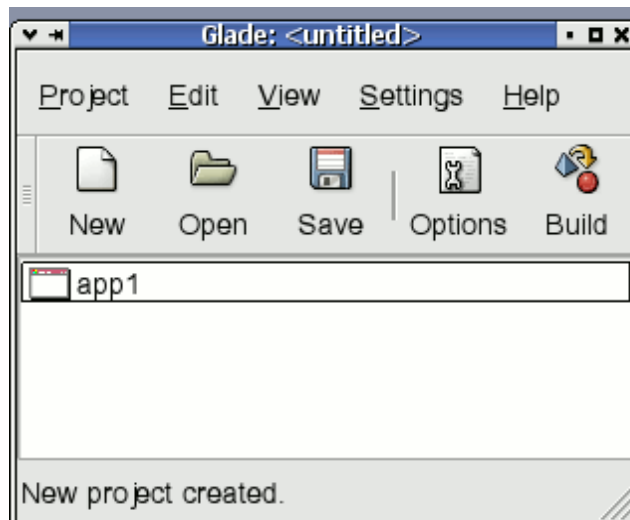 Glade: <untitled>
Project Edit View Settings Help
New Open Save Options Build
app1
New project created.